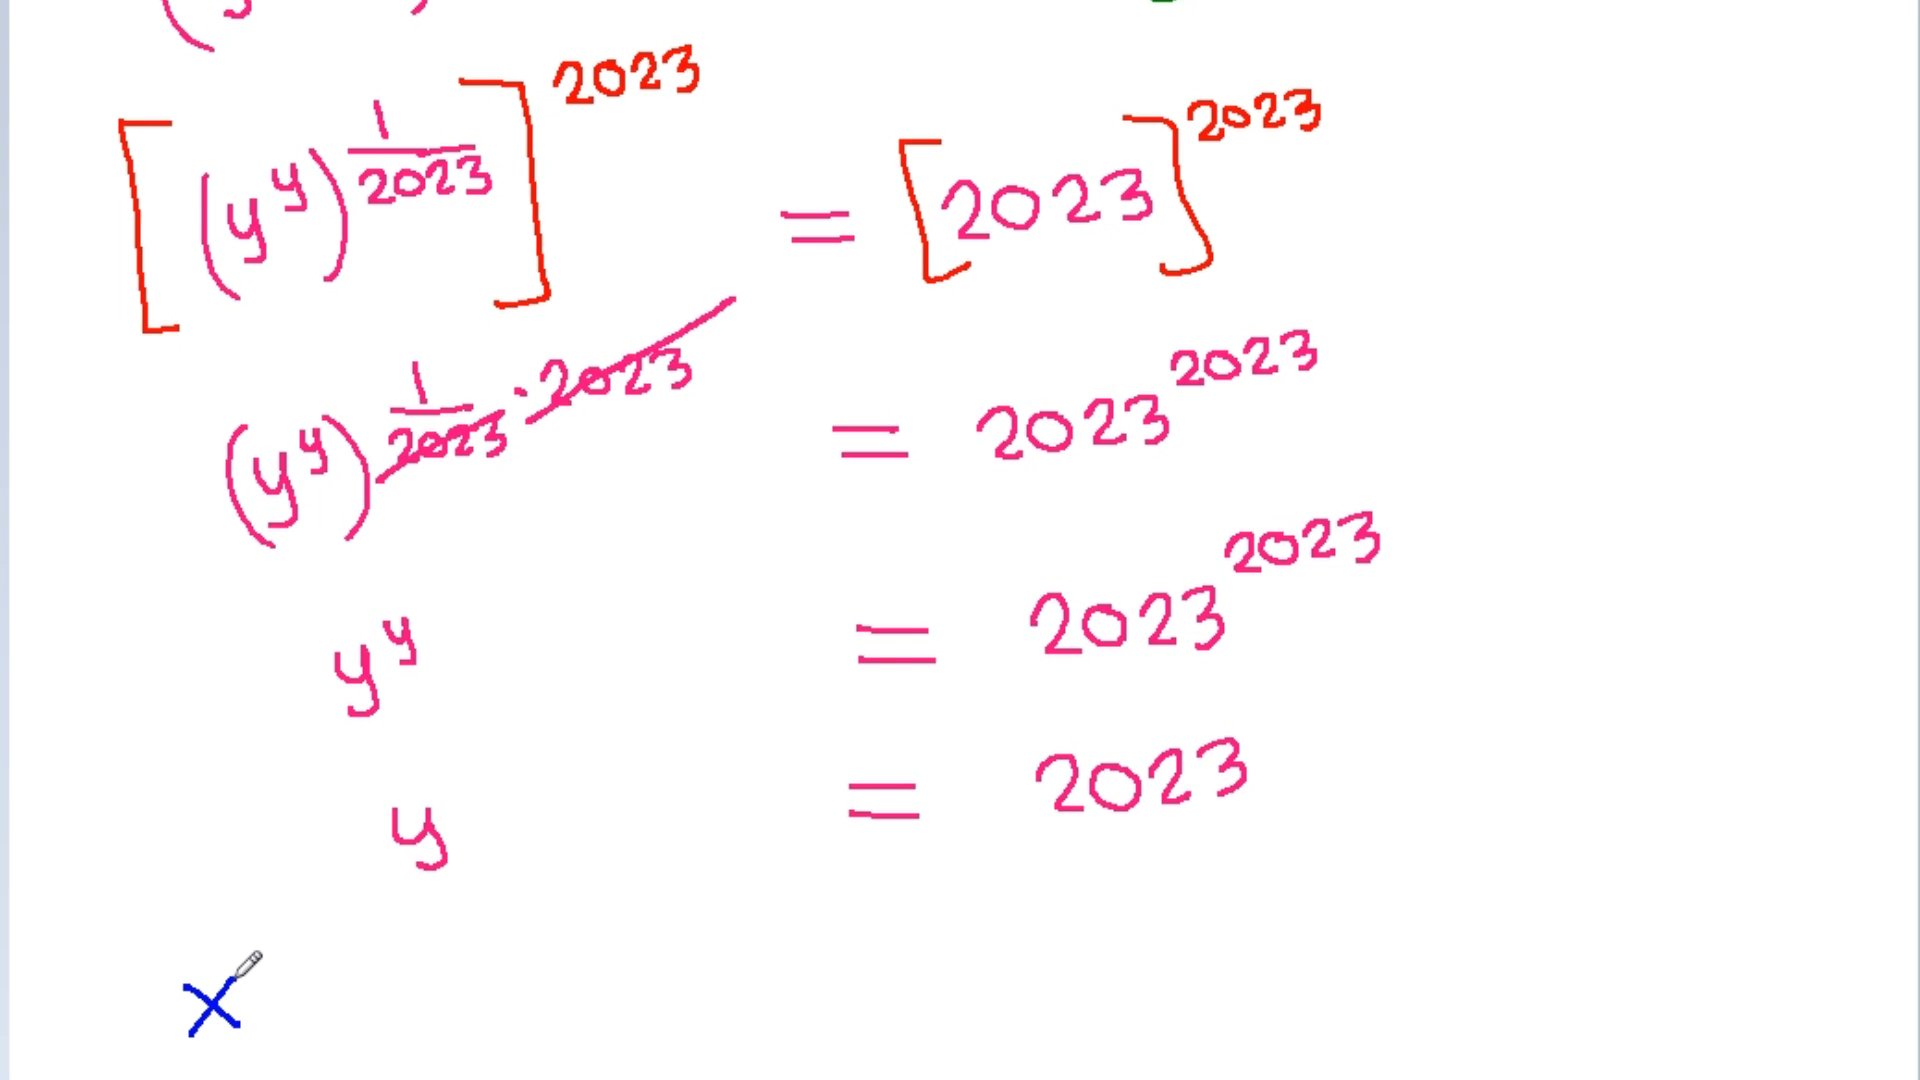 [(y^y)^(1/2023)]^2023 = [2023]^2023
(y^y)^(1/2023 · 2023) = 2023^2023
y^y = 2023^2023
y = 2023
x